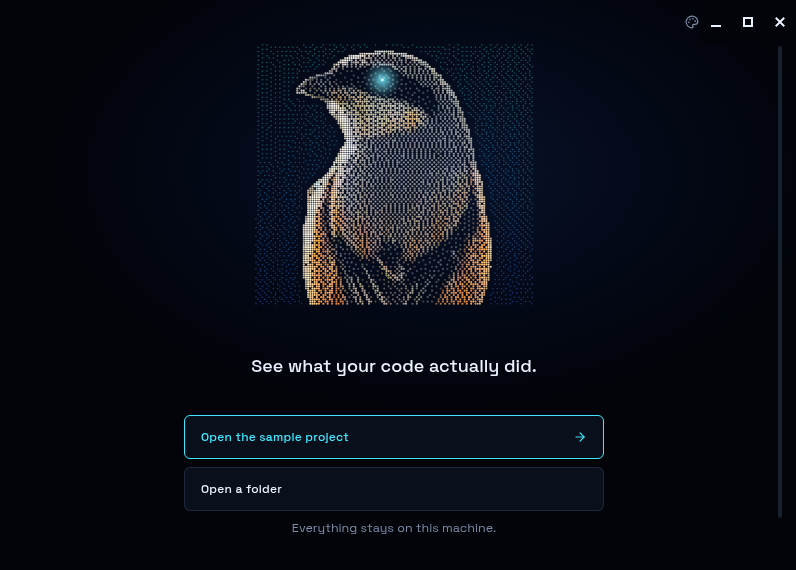 See what your code actually did.
Open the sample project
Open a folder
Everything stays on this machine.